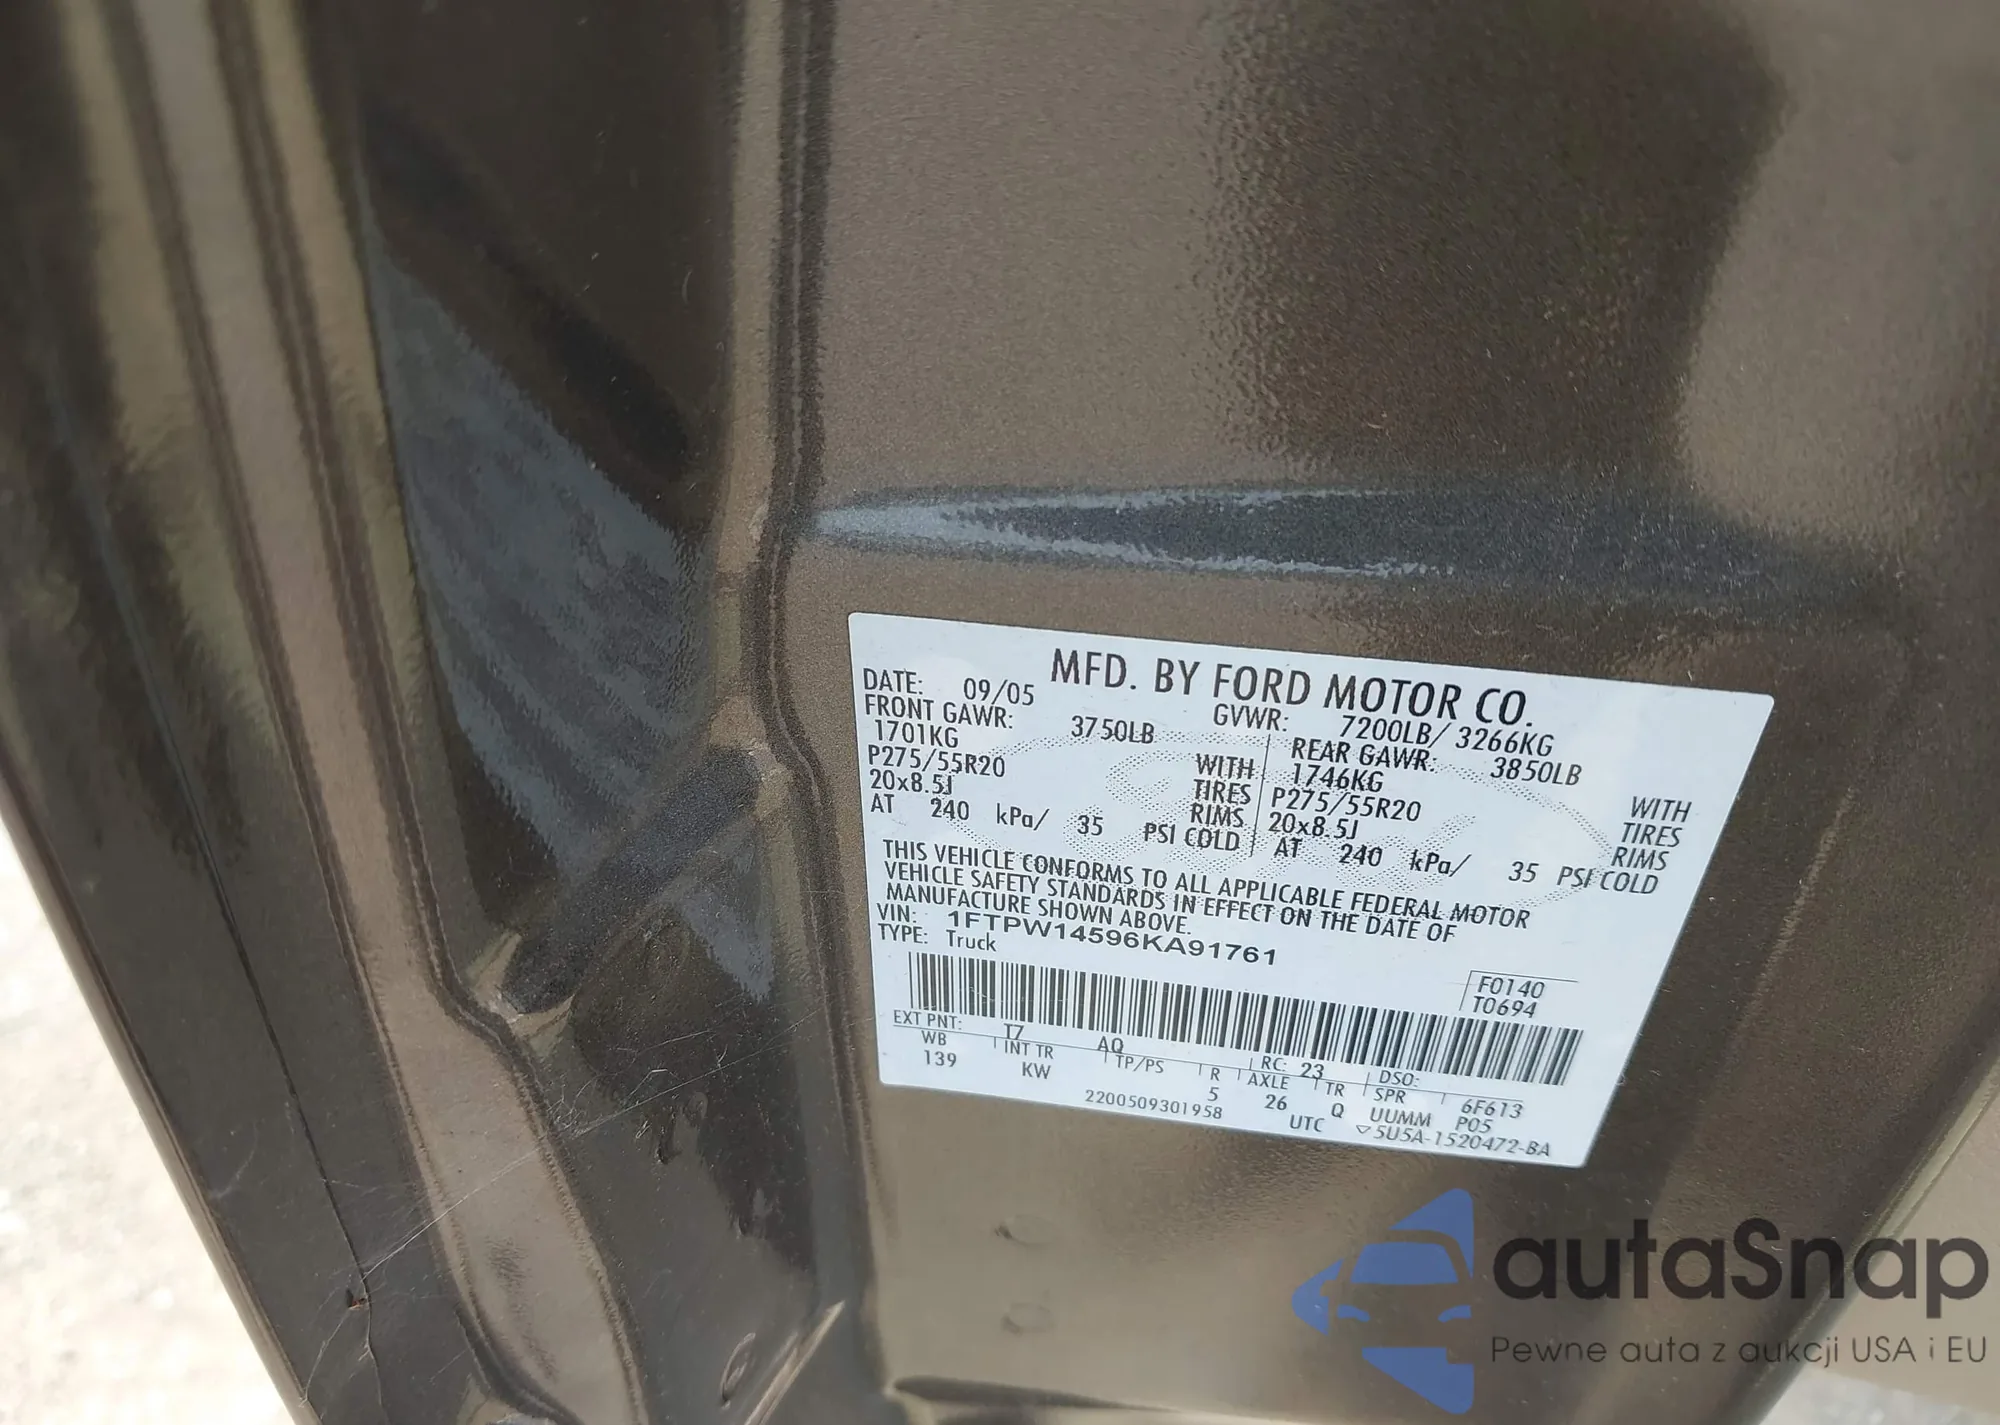 MFD. BY FORD MOTOR CO.
DATE: 09/05 GVWR: 7200LB/ 3266KG
FRONT GAWR: 3750LB REAR GAWR: 3850LB
1701KG WITH 1746KG WITH
P275/55R20 TIRES P275/55R20 TIRES
20x8.5J RIMS 20x8.5J RIMS
AT 240 kPa/ 35 PSI COLD AT 240 kPa/ 35 PSI COLD
THIS VEHICLE CONFORMS TO ALL APPLICABLE FEDERAL MOTOR
VEHICLE SAFETY STANDARDS IN EFFECT ON THE DATE OF
MANUFACTURE SHOWN ABOVE.
VIN: 1FTPW14596KA91761
TYPE: Truck
F0140
T0694
EXT PNT: T7 AQ RC: 23 DSO:
WB INT TR TP/PS R AXLE TR SPR 6F613
139 KW 5 26 Q UUMM P05
2200509301958 UTC ▽5U5A-1520472-BA
autaSnap
Pewne auta z aukcji USA i EU